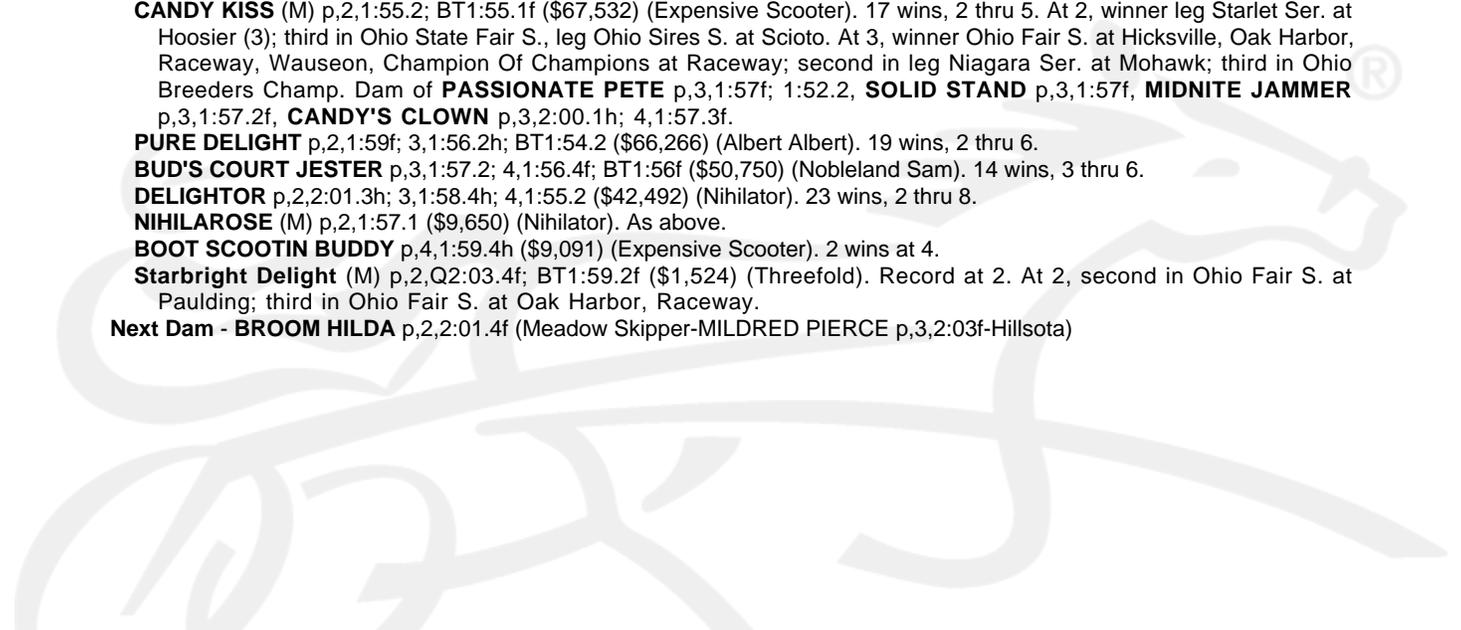 CANDY KISS (M) p,2,1:55.2; BT1:55.1f ($67,532) (Expensive Scooter). 17 wins, 2 thru 5. At 2, winner leg Starlet Ser. at
Hoosier (3); third in Ohio State Fair S., leg Ohio Sires S. at Scioto. At 3, winner Ohio Fair S. at Hicksville, Oak Harbor,
Raceway, Wauseon, Champion Of Champions at Raceway; second in leg Niagara Ser. at Mohawk; third in Ohio
Breeders Champ. Dam of PASSIONATE PETE p,3,1:57f; 1:52.2, SOLID STAND p,3,1:57f, MIDNITE JAMMER
p,3,1:57.2f, CANDY'S CLOWN p,3,2:00.1h; 4,1:57.3f.
PURE DELIGHT p,2,1:59f; 3,1:56.2h; BT1:54.2 ($66,266) (Albert Albert). 19 wins, 2 thru 6.
BUD'S COURT JESTER p,3,1:57.2; 4,1:56.4f; BT1:56f ($50,750) (Nobleland Sam). 14 wins, 3 thru 6.
DELIGHTOR p,2,2:01.3h; 3,1:58.4h; 4,1:55.2 ($42,492) (Nihilator). 23 wins, 2 thru 8.
NIHILAROSE (M) p,2,1:57.1 ($9,650) (Nihilator). As above.
BOOT SCOOTIN BUDDY p,4,1:59.4h ($9,091) (Expensive Scooter). 2 wins at 4.
Starbright Delight (M) p,2,Q2:03.4f; BT1:59.2f ($1,524) (Threefold). Record at 2. At 2, second in Ohio Fair S. at
Paulding; third in Ohio Fair S. at Oak Harbor, Raceway.
Next Dam - BROOM HILDA p,2,2:01.4f (Meadow Skipper-MILDRED PIERCE p,3,2:03f-Hillsota)
®